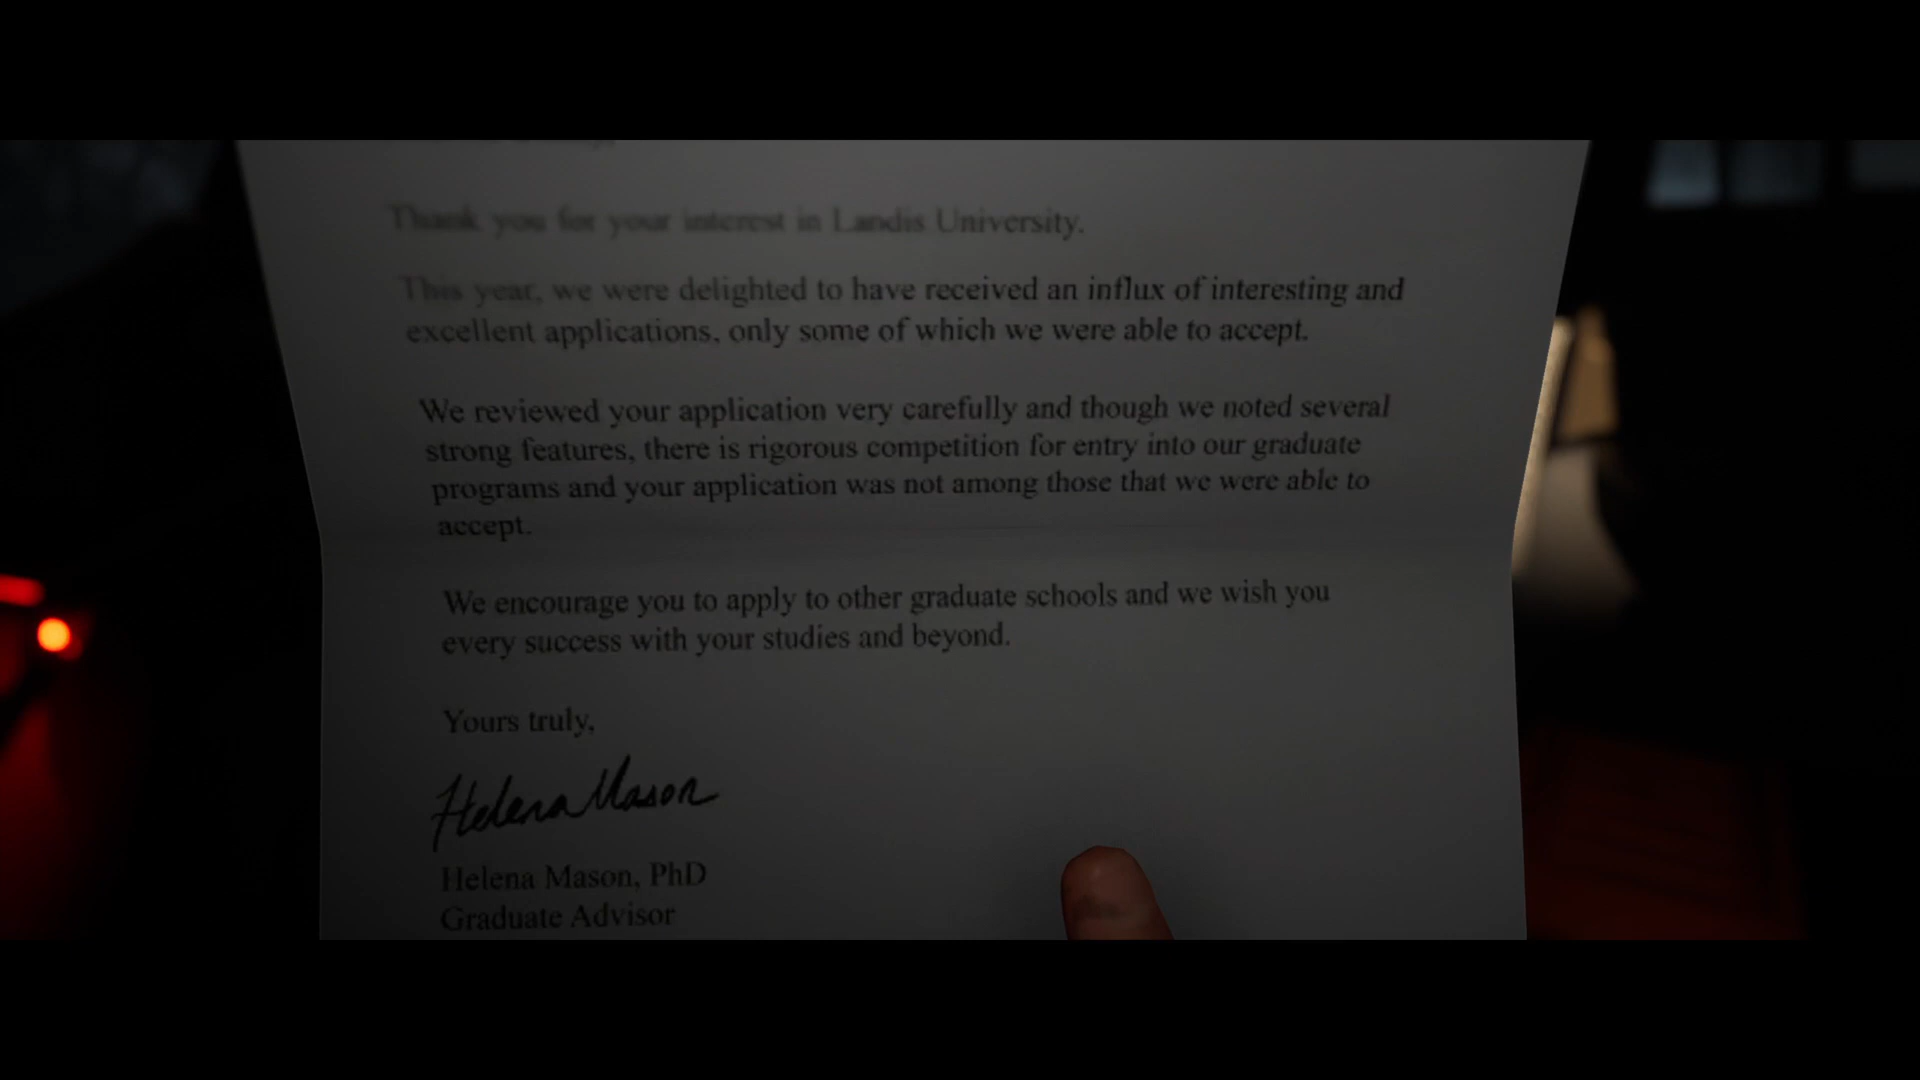 Thank you for your interest in Landis University.
This year, we were delighted to have received an influx of interesting and
excellent applications, only some of which we were able to accept.
We reviewed your application very carefully and though we noted several
strong features, there is rigorous competition for entry into our graduate
programs and your application was not among those that we were able to
accept.
We encourage you to apply to other graduate schools and we wish you
every success with your studies and beyond.
Yours truly,
Helena Mason
Helena Mason, PhD
Graduate Advisor